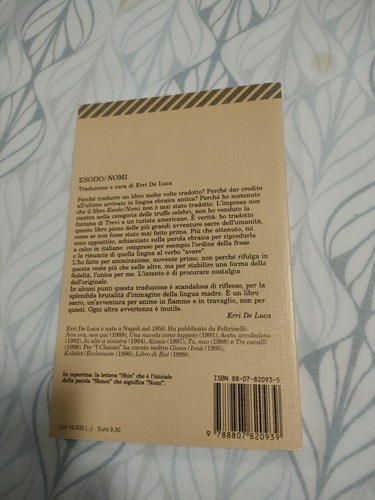 ESODO/NOMI
Traduzione e cura di Erri De Luca
Perché tradurre un libro molte volte tradotto? Perché dar credito
all'ultimo arrivato in lingua ebraica antica? Perché ho sostenuto
che il libro Esodo/Nomi non è mai stato tradotto. L'impresa non
rientra nella categoria delle truffe celebri, non ho venduto la
fontana di Trevi a un turista americano. È verità: ho tradotto
questo libro pieno delle più grandi avventure sacre dell'umanità,
come se non fosse stato mai fatto prima. Più che attenuto, mi
sono appiattito, schiacciato sulla parola ebraica per riprodurla
a calco in italiano: compreso per esempio l'ordine della frase
o la rinuncia di quella lingua al verbo "avere".
L'ho fatto per ammirazione, movente primo: non perché rifulga in
questa veste più che nelle altre, ma per stabilire una forma della
fedeltà, l'unica per me. L'intento è di procurare nostalgia
dell'originale.
In alcuni punti questa traduzione è scandalosa di riflesso, per la
splendida brutalità d'immagine della lingua madre. È un libro
sacro, un'avventura per anime in fiamme e in travaglio, non per
quieti. Ogni altra avvertenza è inutile.
Erri De Luca
Erri De Luca è nato a Napoli nel 1950. Ha pubblicato da Feltrinelli:
Non ora, non qui (1989), Una nuvola come tappeto (1991), Aceto, arcobaleno
(1992), In alto a sinistra (1994), Alzaia (1997), Tu, mio (1998) e Tre cavalli
(1999). Per "I Classici" ha curato inoltre Giona/Ionà (1995),
Kohèlet/Ecclesiaste (1996), Libro di Rut (1999).
In copertina: la lettera "Shin" che è l'iniziale
della parola "Shmot" che significa "Nomi".
ISBN 88-07-82093-5
9 788807 820939
Lire 18.000 (...) Euro 9,30